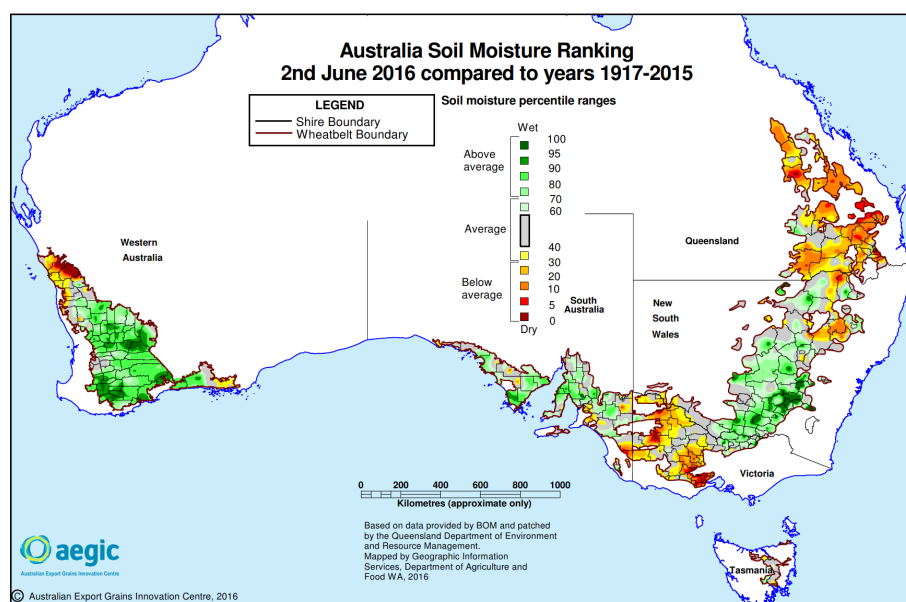 Australia Soil Moisture Ranking
2nd June 2016 compared to years 1917-2015
LEGEND
Shire Boundary
Wheatbelt Boundary
Soil moisture percentile ranges
Wet
100
95
90
80
70
60
40
30
20
10
5
0
Dry
Above
average
Average
Below
average
Western
Australia
South
Australia
Queensland
New
South
Wales
Victoria
Tasmania
0 200 400 600 800 1000
Kilometres (approximate only)
Based on data provided by BOM and patched
by the Queensland Department of Environment
and Resource Management.
Mapped by Geographic Information
Services, Department of Agriculture and
Food WA, 2016
aegic
Australian Export Grains Innovation Centre
© Australian Export Grains Innovation Centre, 2016